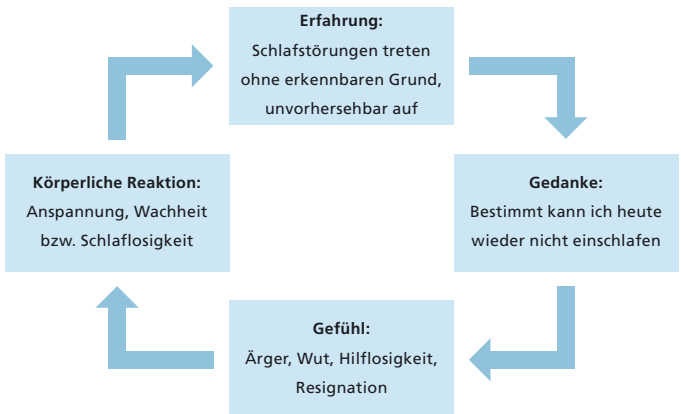 Erfahrung:
Schlafstörungen treten
ohne erkennbaren Grund,
unvorhersehbar auf
Körperliche Reaktion:
Anspannung, Wachheit
bzw. Schlaflosigkeit
Gedanke:
Bestimmt kann ich heute
wieder nicht einschlafen
Gefühl:
Ärger, Wut, Hilflosigkeit,
Resignation